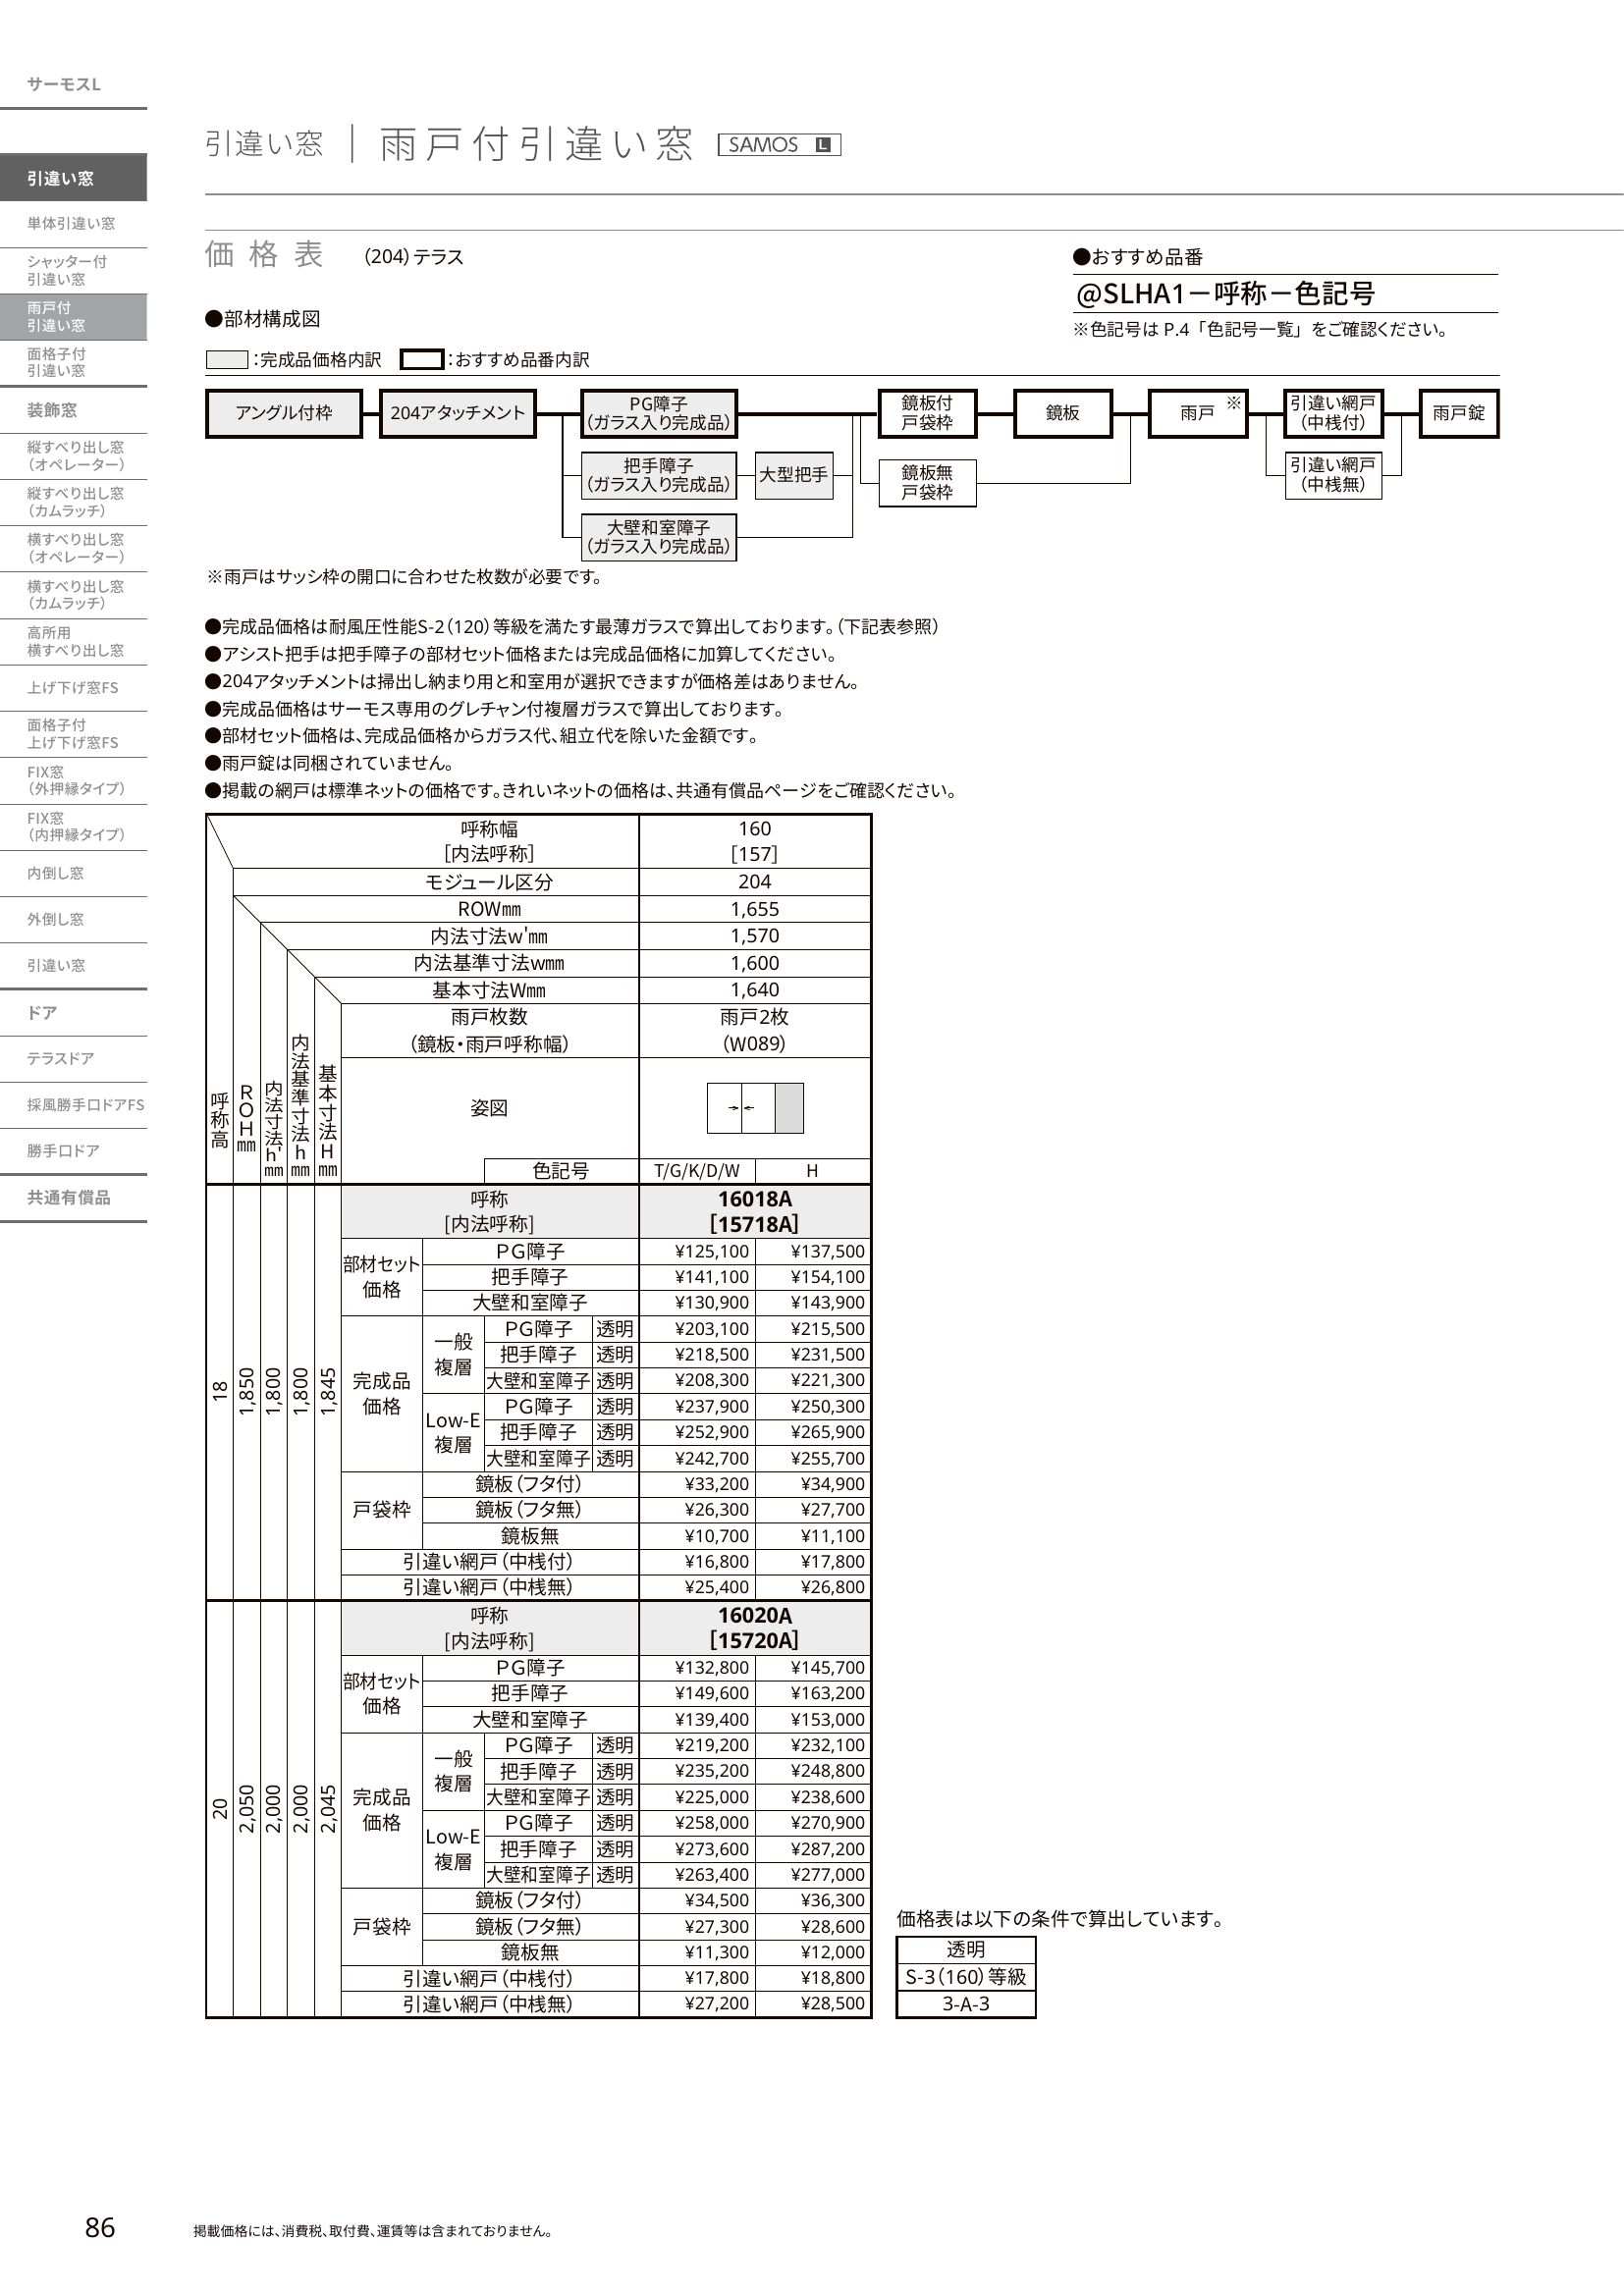 サーモスL
引違い窓
単体引違い窓
シャッター付
引違い窓
雨戸付
引違い窓
面格子付
引違い窓
装飾窓
縦すべり出し窓
(オペレーター)
縦すべり出し窓
(カムラッチ)
横すべり出し窓
(オペレーター)
横すべり出し窓
(カムラッチ)
高所用
横すべり出し窓
上げ下げ窓FS
面格子付
上げ下げ窓FS
FIX窓
(外押縁タイプ)
FIX窓
(内押縁タイプ)
内倒し窓
外倒し窓
引違い窓
ドア
テラスドア
採風勝手口ドアFS
勝手口ドア
共通有償品
引違い窓 | 雨戸付引違い窓 SAMOS L
価格表 (204)テラス
●おすすめ品番
@SLHA1ー呼称ー色記号
※色記号は P.4「色記号一覧」をご確認ください。
●部材構成図
:完成品価格内訳 :おすすめ品番内訳
アングル付枠 204アタッチメント PG障子 (ガラス入り完成品) 鏡板付 戸袋枠 鏡板 雨戸 ※ 引違い網戸 (中桟付) 雨戸錠
把手障子 (ガラス入り完成品) 大型把手 鏡板無 戸袋枠 引違い網戸 (中桟無)
大壁和室障子 (ガラス入り完成品)
※雨戸はサッシ枠の開口に合わせた枚数が必要です。
●完成品価格は耐風圧性能S-2(120)等級を満たす最薄ガラスで算出しております。(下記表参照)
●アシスト把手は把手障子の部材セット価格または完成品価格に加算してください。
●204アタッチメントは掃出し納まり用と和室用が選択できますが価格差はありません。
●完成品価格はサーモス専用のグレチャン付複層ガラスで算出しております。
●部材セット価格は、完成品価格からガラス代、組立代を除いた金額です。
●雨戸錠は同梱されていません。
●掲載の網戸は標準ネットの価格です。きれいネットの価格は、共通有償品ページをご確認ください。
呼称幅 160
[内法呼称] [157]
モジュール区分 204
ROW㎜ 1,655
内法寸法w'㎜ 1,570
内法基準寸法w㎜ 1,600
基本寸法W㎜ 1,640
雨戸枚数 雨戸2枚
(鏡板・雨戸呼称幅) (W089)
呼称高 ROH㎜ 内法寸法h'㎜ 内法基準寸法h㎜ 基本寸法H㎜
姿図
色記号 T/G/K/D/W H
18 1,850 1,800 1,800 1,845
呼称 16018A
[内法呼称] [15718A]
部材セット価格 PG障子 ¥125,100 ¥137,500
把手障子 ¥141,100 ¥154,100
大壁和室障子 ¥130,900 ¥143,900
完成品価格 一般複層 PG障子 透明 ¥203,100 ¥215,500
把手障子 透明 ¥218,500 ¥231,500
大壁和室障子 透明 ¥208,300 ¥221,300
Low-E複層 PG障子 透明 ¥237,900 ¥250,300
把手障子 透明 ¥252,900 ¥265,900
大壁和室障子 透明 ¥242,700 ¥255,700
戸袋枠 鏡板(フタ付) ¥33,200 ¥34,900
鏡板(フタ無) ¥26,300 ¥27,700
鏡板無 ¥10,700 ¥11,100
引違い網戸(中桟付) ¥16,800 ¥17,800
引違い網戸(中桟無) ¥25,400 ¥26,800
20 2,050 2,000 2,000 2,045
呼称 16020A
[内法呼称] [15720A]
部材セット価格 PG障子 ¥132,800 ¥145,700
把手障子 ¥149,600 ¥163,200
大壁和室障子 ¥139,400 ¥153,000
完成品価格 一般複層 PG障子 透明 ¥219,200 ¥232,100
把手障子 透明 ¥235,200 ¥248,800
大壁和室障子 透明 ¥225,000 ¥238,600
Low-E複層 PG障子 透明 ¥258,000 ¥270,900
把手障子 透明 ¥273,600 ¥287,200
大壁和室障子 透明 ¥263,400 ¥277,000
戸袋枠 鏡板(フタ付) ¥34,500 ¥36,300
鏡板(フタ無) ¥27,300 ¥28,600
鏡板無 ¥11,300 ¥12,000
引違い網戸(中桟付) ¥17,800 ¥18,800
引違い網戸(中桟無) ¥27,200 ¥28,500
価格表は以下の条件で算出しています。
透明
S-3(160)等級
3-A-3
86
掲載価格には、消費税、取付費、運賃等は含まれておりません。